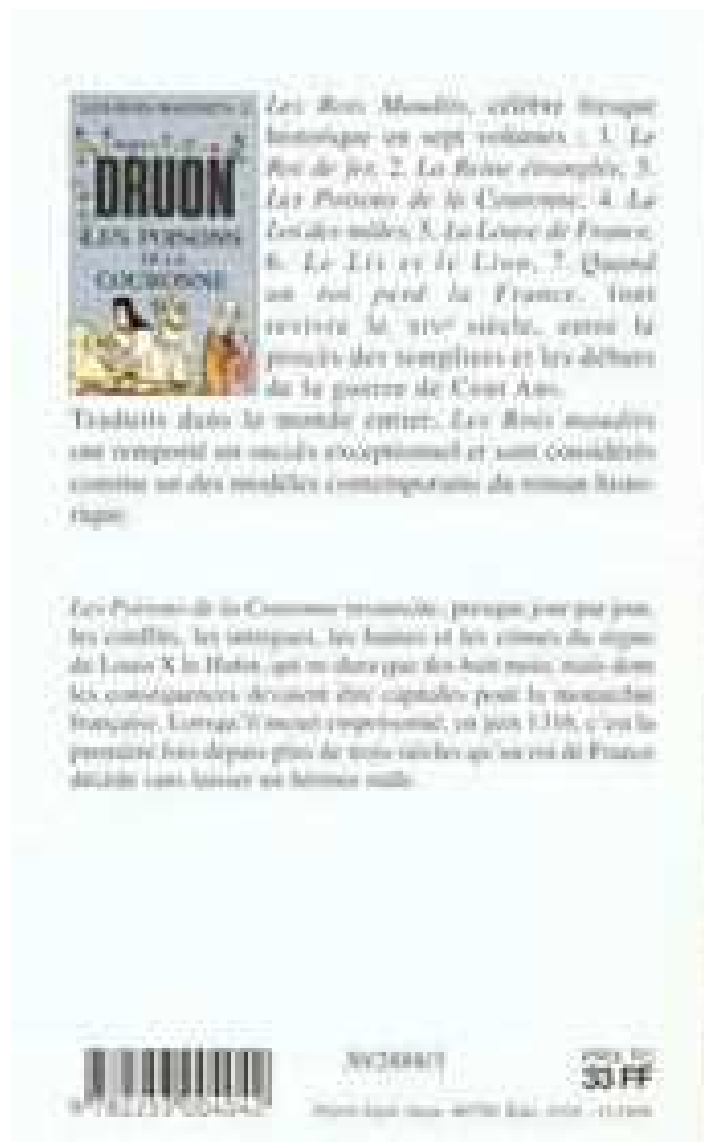 DRUON
LES POISONS
DE LA
COURONNE
Les Rois Maudits, célèbre fresque
historique en sept volumes : 1. Le
Roi de fer, 2. La Reine étranglée, 3.
Les Poisons de la Couronne, 4. La
Loi des mâles, 5. La Louve de France,
6. Le Lis et le Lion, 7. Quand
un roi perd la France, font
revivre le XIVe siècle, entre le
procès des templiers et les débuts
de la guerre de Cent Ans.
Traduits dans le monde entier, Les Rois maudits
ont remporté un succès exceptionnel et sont considérés
comme un des modèles contemporains du roman histo-
rique.
Les Poisons de la Couronne presque jour par jour,
les conflits, les intrigues, les haines et les crimes du règne
de Louis X le Hutin, qui ne dura que dix-huit mois, mais dont
les conséquences devaient être capitales pour la monarchie
française. Lorsqu'il meurt empoisonné, en juin 1316, c'est la
première fois depuis plus de trois siècles qu'un roi de France
décède sans laisser un héritier mâle.
33 FF